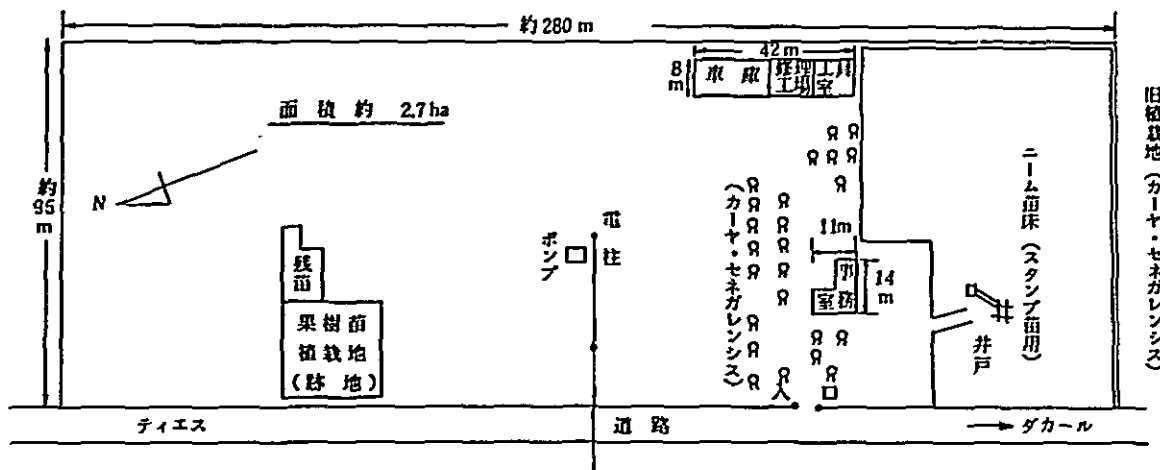 約280m
42m
8m
車庫
修理工場
工具室
面積約 2.7ha
約95m
N
残苗
果樹苗
植栽地
(跡地)
ポンプ
電柱
(カーヤ・セネガレンシス)
11m
事務室
14m
入口
井戸
ニーム苗床(スタンプ苗用)
旧植栽地(カーヤ・セネガレンシス)
ティエス
道路
ダカール